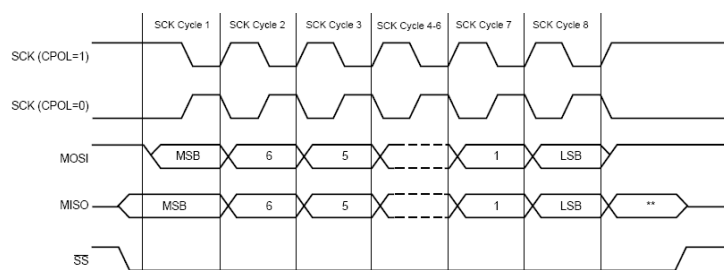 SCK Cycle 1 SCK Cycle 2 SCK Cycle 3 SCK Cycle 4-6 SCK Cycle 7 SCK Cycle 8
SCK (CPOL=1)
SCK (CPOL=0)
MOSI MSB 6 5 1 LSB
MISO MSB 6 5 1 LSB **
SS